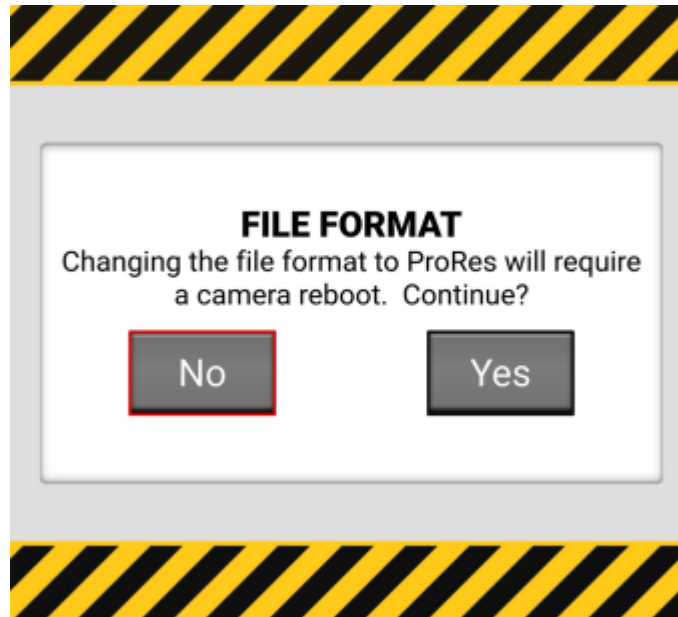 FILE FORMAT
Changing the file format to ProRes will require
a camera reboot.  Continue?
No
Yes